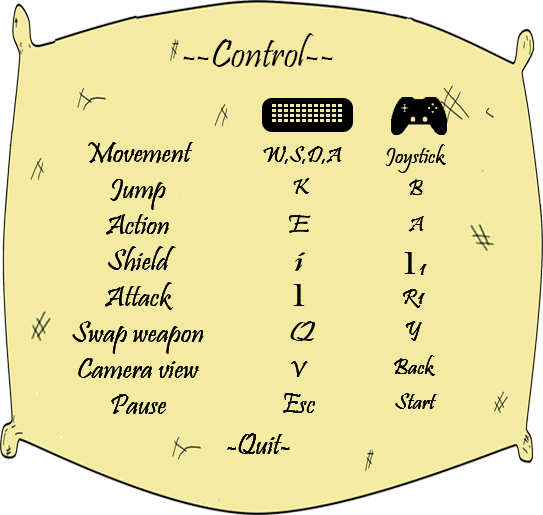 --Control--
Movement W,S,D,A Joystick
Jump K B
Action E A
Shield i l1
Attack l R1
Swap weapon Q Y
Camera view V Back
Pause Esc Start
~Quit~